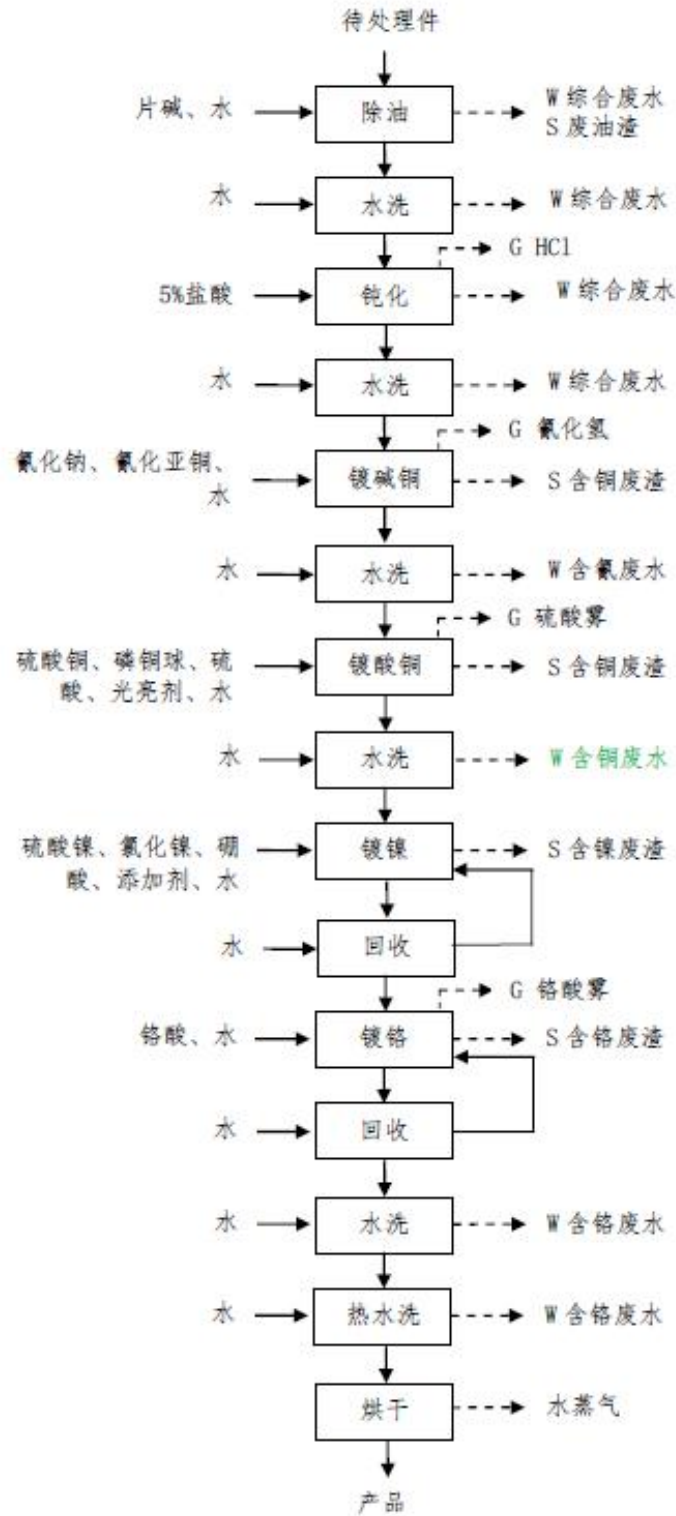 待处理件
片碱、水
除油
W 综合废水
S 废油渣
水
水洗
W 综合废水
G HCl
5%盐酸
钝化
W 综合废水
水
水洗
W 综合废水
G 氰化氢
氰化钠、氰化亚铜、
水
镀碱铜
S 含铜废渣
水
水洗
W 含氰废水
G 硫酸雾
硫酸铜、磷铜球、硫
酸、光亮剂、水
镀酸铜
S 含铜废渣
水
水洗
W 含铜废水
硫酸镍、氯化镍、硼
酸、添加剂、水
镀镍
S 含镍废渣
水
回收
G 铬酸雾
铬酸、水
镀铬
S 含铬废渣
水
回收
水
水洗
W 含铬废水
水
热水洗
W 含铬废水
烘干
水蒸气
产品